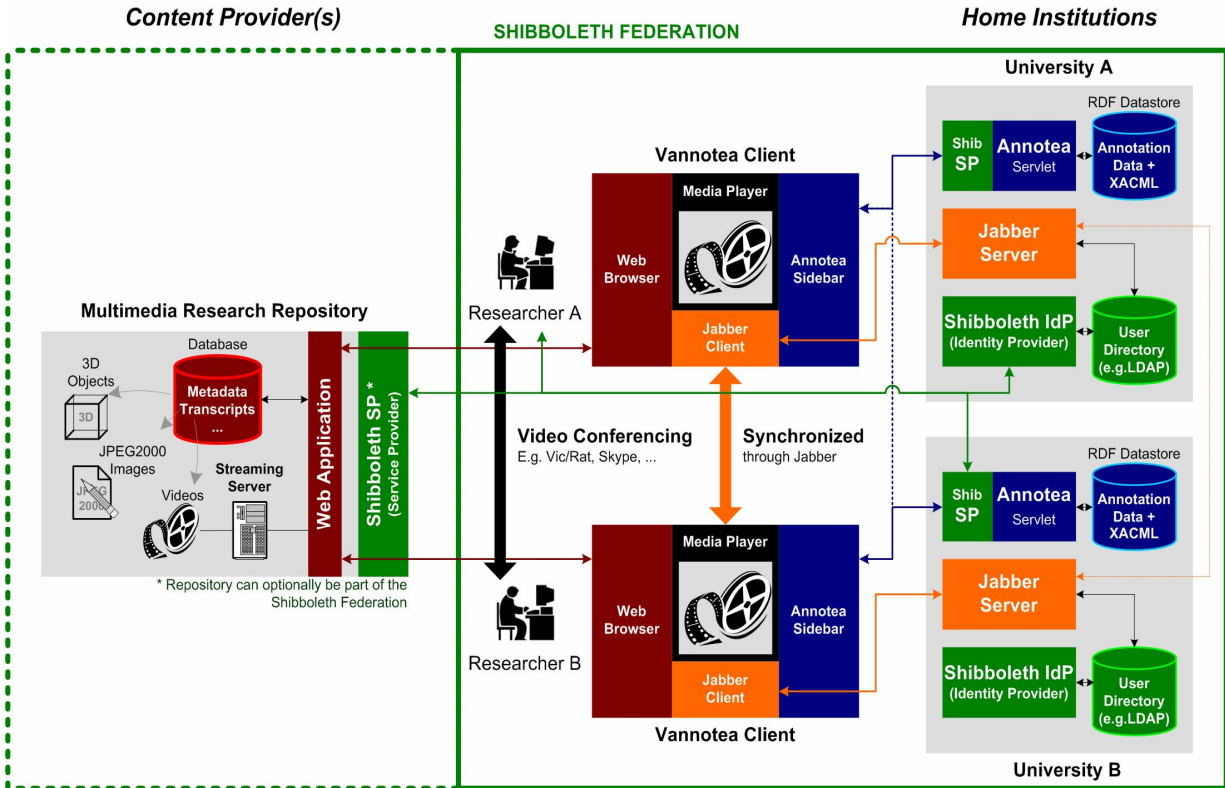 Content Provider(s)
Home Institutions
SHIBBOLETH FEDERATION
University A
RDF Datastore
Shib
SP
Annotea
Servlet
Annotation
Data +
XACML
Jabber
Server
Shibboleth IdP
(Identity Provider)
User
Directory
(e.g.LDAP)
Vannotea Client
Media Player
Web
Browser
Annotea
Sidebar
Jabber
Client
Researcher A
Multimedia Research Repository
Database
3D
Objects
3D
Metadata
Transcripts
...
JPEG2000
Images
JPEG
2000
Videos
Streaming
Server
Web Application
Shibboleth SP *
(Service Provider)
* Repository can optionally be part of the
Shibboleth Federation
Video Conferencing
E.g. Vic/Rat, Skype, ...
Synchronized
through Jabber
Researcher B
Media Player
Web
Browser
Annotea
Sidebar
Jabber
Client
Vannotea Client
RDF Datastore
Shib
SP
Annotea
Servlet
Annotation
Data +
XACML
Jabber
Server
Shibboleth IdP
(Identity Provider)
User
Directory
(e.g.LDAP)
University B